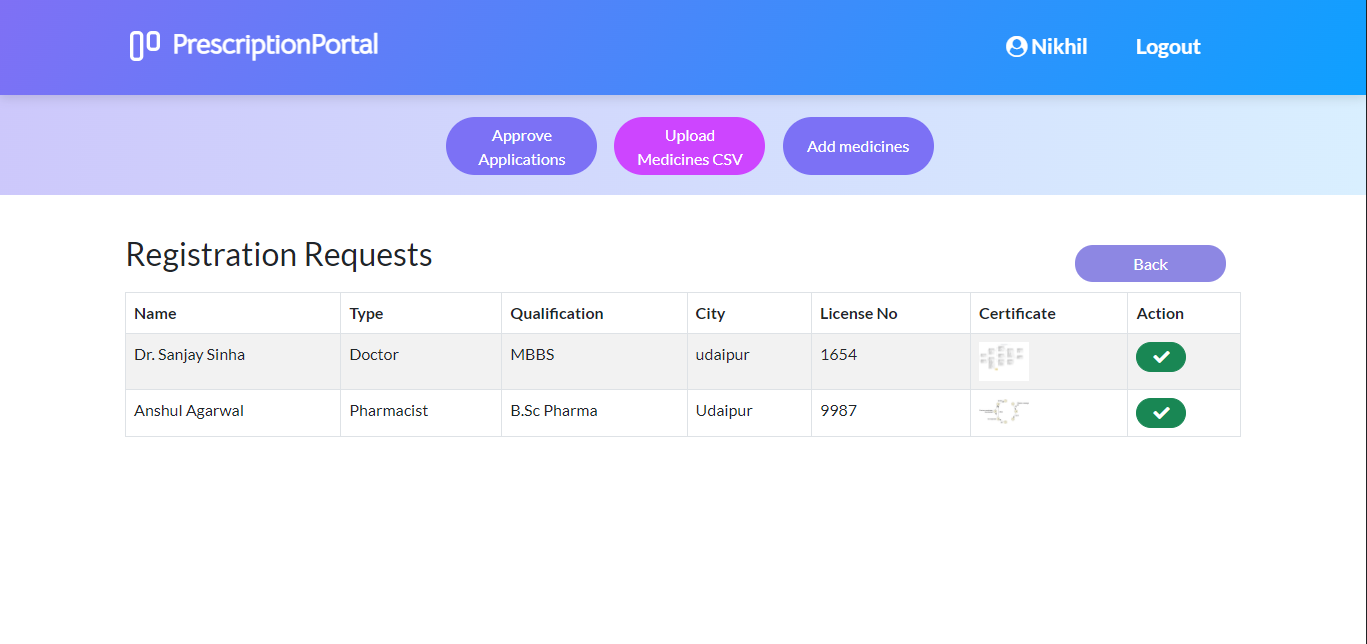 PrescriptionPortal
Nikhil
Logout
Approve
Applications
Upload
Medicines CSV
Add medicines
Registration Requests
Back
Name Type Qualification City License No Certificate Action
Dr. Sanjay Sinha Doctor MBBS udaipur 1654
Anshul Agarwal Pharmacist B.Sc Pharma Udaipur 9987